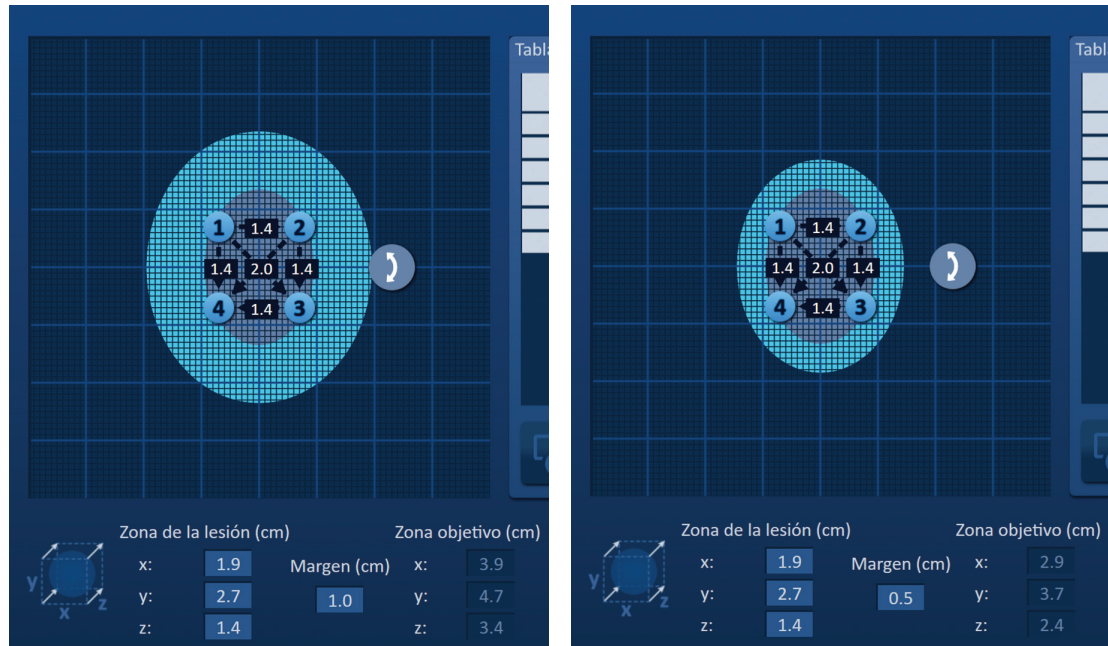 Tabla
1 1.4 2
1.4 2.0 1.4
4 1.4 3
Zona de la lesión (cm) Zona objetivo (cm)
x: 1.9 Margen (cm) x: 3.9
y: 2.7 1.0 y: 4.7
z: 1.4 z: 3.4
y
x
z
Tabl
1 1.4 2
1.4 2.0 1.4
4 1.4 3
Zona de la lesión (cm) Zona objetivo (cm)
x: 1.9 Margen (cm) x: 2.9
y: 2.7 0.5 y: 3.7
z: 1.4 z: 2.4
y
x
z